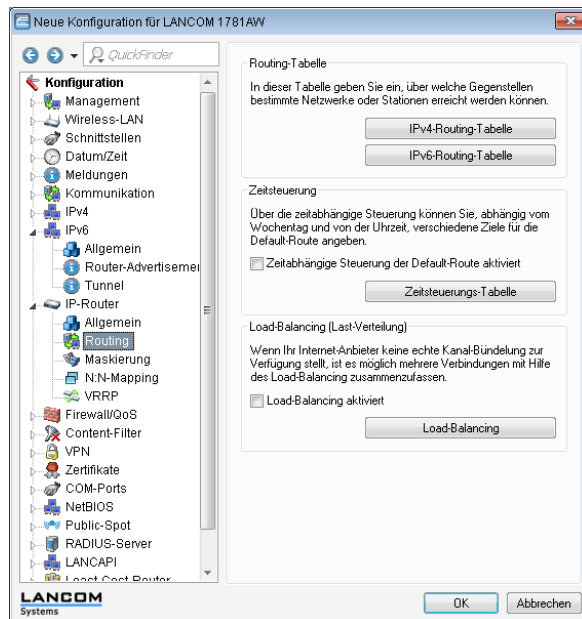 Neue Konfiguration für LANCOM 1781AW
QuickFinder
Konfiguration
Management
Wireless-LAN
Schnittstellen
Datum/Zeit
Meldungen
Kommunikation
IPv4
IPv6
Allgemein
Router-Advertisemer
Tunnel
IP-Router
Allgemein
Routing
Maskierung
N:N-Mapping
VRRP
Firewall/QoS
Content-Filter
VPN
Zertifikate
COM-Ports
NetBIOS
Public-Spot
RADIUS-Server
LANCAPI
Least Cost Router
Routing-Tabelle
In dieser Tabelle geben Sie ein, über welche Gegenstellen
bestimmte Netzwerke oder Stationen erreicht werden können.
IPv4-Routing-Tabelle
IPv6-Routing-Tabelle
Zeitsteuerung
Über die zeitabhängige Steuerung können Sie, abhängig vom
Wochentag und von der Uhrzeit, verschiedene Ziele für die
Default-Route angeben.
Zeitabhängige Steuerung der Default-Route aktiviert
Zeitsteuerungs-Tabelle
Load-Balancing (Last-Verteilung)
Wenn Ihr Internet-Anbieter keine echte Kanal-Bündelung zur
Verfügung stellt, ist es möglich mehrere Verbindungen mit Hilfe
des Load-Balancing zusammenzufassen.
Load-Balancing aktiviert
Load-Balancing
LANCOM
Systems
OK
Abbrechen